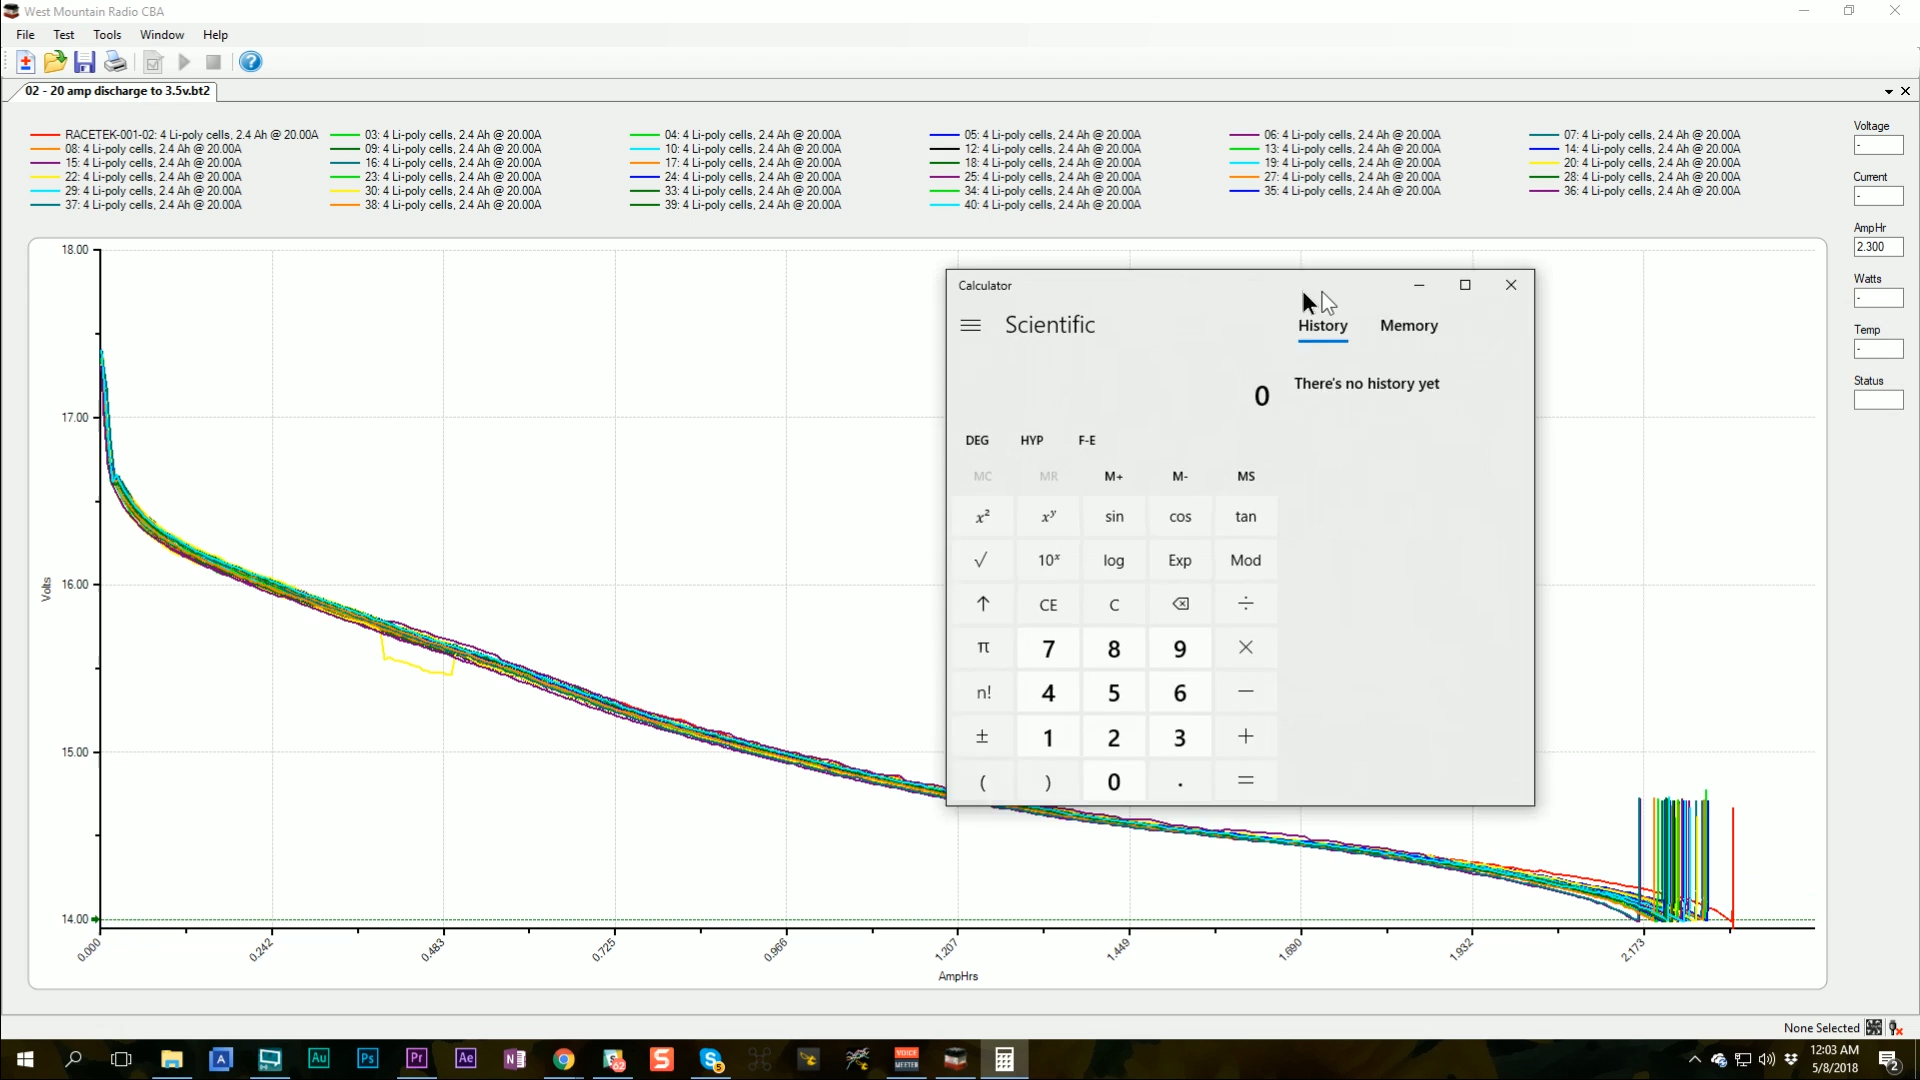 West Mountain Radio CBA
File Test Tools Window Help
02 - 20 amp discharge to 3.5v.bt2
RACETEK-001-02: 4 Li-poly cells, 2.4 Ah @ 20.00A 03: 4 Li-poly cells, 2.4 Ah @ 20.00A 04: 4 Li-poly cells, 2.4 Ah @ 20.00A 05: 4 Li-poly cells, 2.4 Ah @ 20.00A 06: 4 Li-poly cells, 2.4 Ah @ 20.00A 07: 4 Li-poly cells, 2.4 Ah @ 20.00A
08: 4 Li-poly cells, 2.4 Ah @ 20.00A 09: 4 Li-poly cells, 2.4 Ah @ 20.00A 10: 4 Li-poly cells, 2.4 Ah @ 20.00A 12: 4 Li-poly cells, 2.4 Ah @ 20.00A 13: 4 Li-poly cells, 2.4 Ah @ 20.00A 14: 4 Li-poly cells, 2.4 Ah @ 20.00A
15: 4 Li-poly cells, 2.4 Ah @ 20.00A 16: 4 Li-poly cells, 2.4 Ah @ 20.00A 17: 4 Li-poly cells, 2.4 Ah @ 20.00A 18: 4 Li-poly cells, 2.4 Ah @ 20.00A 19: 4 Li-poly cells, 2.4 Ah @ 20.00A 20: 4 Li-poly cells, 2.4 Ah @ 20.00A
22: 4 Li-poly cells, 2.4 Ah @ 20.00A 23: 4 Li-poly cells, 2.4 Ah @ 20.00A 24: 4 Li-poly cells, 2.4 Ah @ 20.00A 25: 4 Li-poly cells, 2.4 Ah @ 20.00A 27: 4 Li-poly cells, 2.4 Ah @ 20.00A 28: 4 Li-poly cells, 2.4 Ah @ 20.00A
29: 4 Li-poly cells, 2.4 Ah @ 20.00A 30: 4 Li-poly cells, 2.4 Ah @ 20.00A 33: 4 Li-poly cells, 2.4 Ah @ 20.00A 34: 4 Li-poly cells, 2.4 Ah @ 20.00A 35: 4 Li-poly cells, 2.4 Ah @ 20.00A 36: 4 Li-poly cells, 2.4 Ah @ 20.00A
37: 4 Li-poly cells, 2.4 Ah @ 20.00A 38: 4 Li-poly cells, 2.4 Ah @ 20.00A 39: 4 Li-poly cells, 2.4 Ah @ 20.00A 40: 4 Li-poly cells, 2.4 Ah @ 20.00A
Voltage
-
Current
-
AmpHr
2.300
Watts
-
Temp
-
Status
18.00
17.00
16.00
15.00
14.00
Volts
0.000 0.242 0.483 0.725 0.966 1.207 1.449 1.690 1.932 2.173
AmpHrs
Calculator
Scientific
History Memory
There's no history yet
0
DEG HYP F-E
MC MR M+ M- MS
x² xʸ sin cos tan
√ 10ˣ log Exp Mod
↑ CE C ⌫ ÷
π 7 8 9 ×
n! 4 5 6 −
± 1 2 3 +
( ) 0 . =
None Selected
A Au Ps Pr Ae N 62 S S 5 VOICE MEETER
12:03 AM
5/8/2018
2